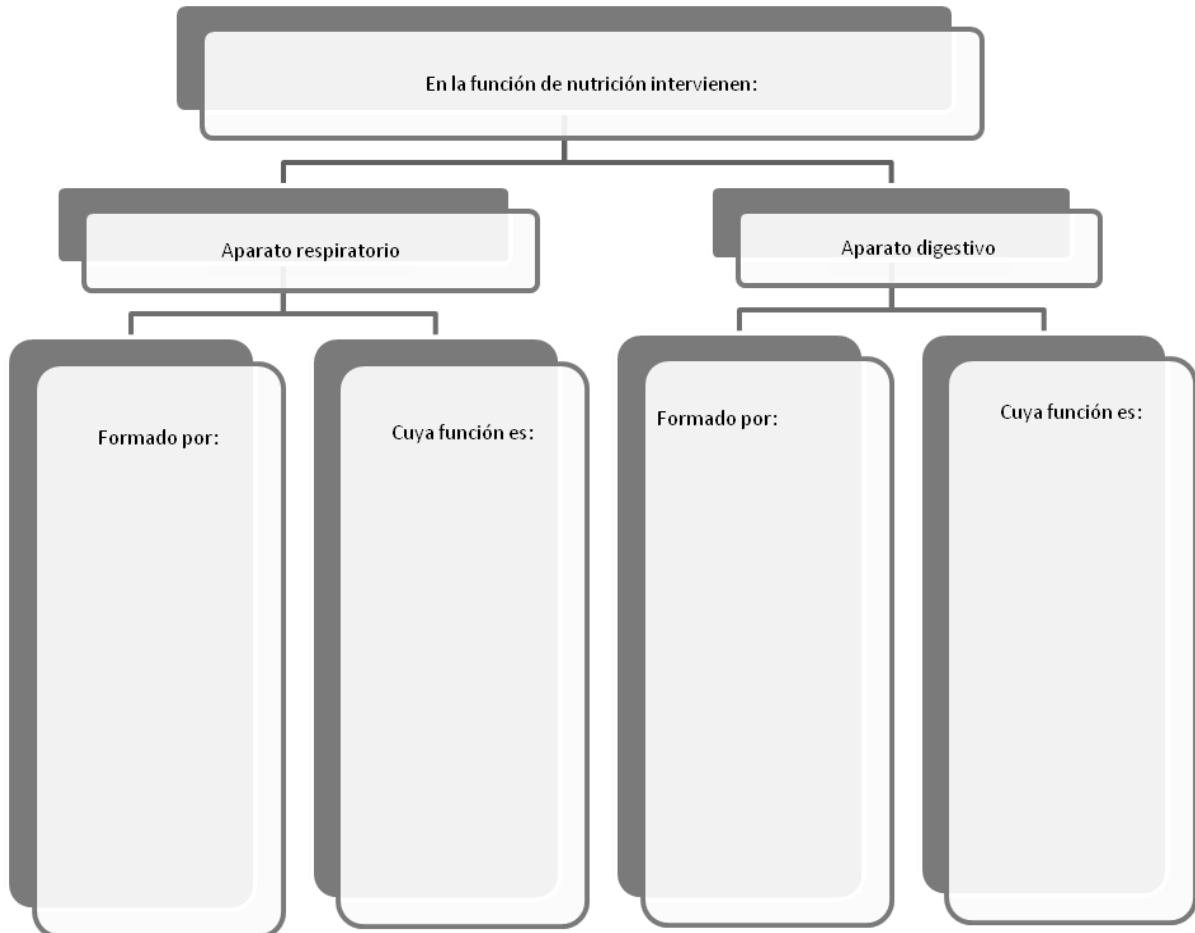 En la función de nutrición intervienen:
Aparato respiratorio
Aparato digestivo
Formado por:
Cuya función es:
Formado por:
Cuya función es: